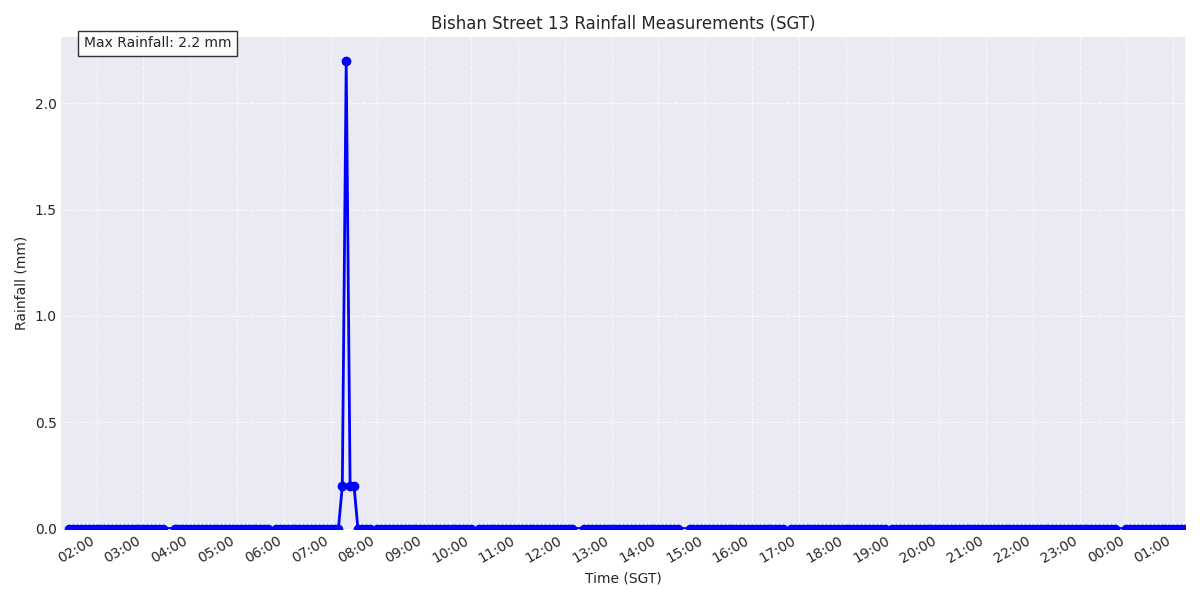 Bishan Street 13 Rainfall Measurements (SGT)
Max Rainfall: 2.2 mm
Rainfall (mm)
2.0
1.5
1.0
0.5
0.0
02:00 03:00 04:00 05:00 06:00 07:00 08:00 09:00 10:00 11:00 12:00 13:00 14:00 15:00 16:00 17:00 18:00 19:00 20:00 21:00 22:00 23:00 00:00 01:00
Time (SGT)